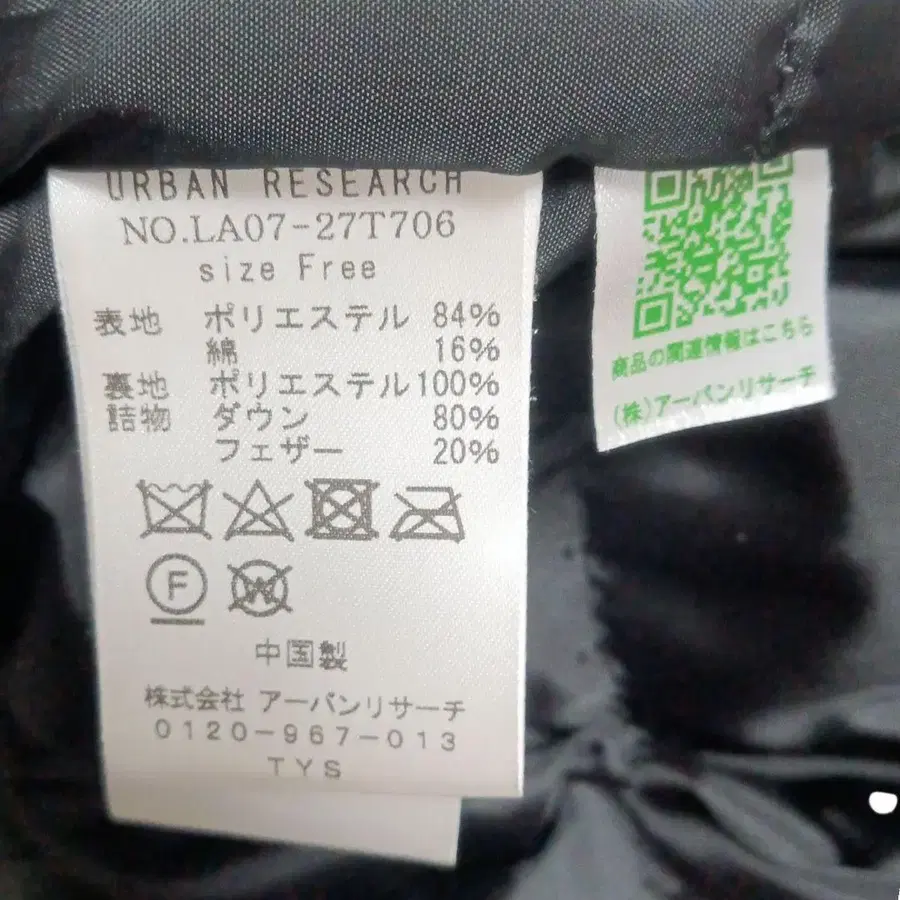 URBAN RESEARCH
NO.LA07-27T706
size Free
表地 ポリエステル 84%
綿 16%
裏地 ポリエステル 100%
詰物 ダウン 80%
フェザー 20%
F
W
中国製
株式会社 アーバンリサーチ
0120-967-013
TYS
商品の関連情報はこちら
(株)アーバンリサーチ